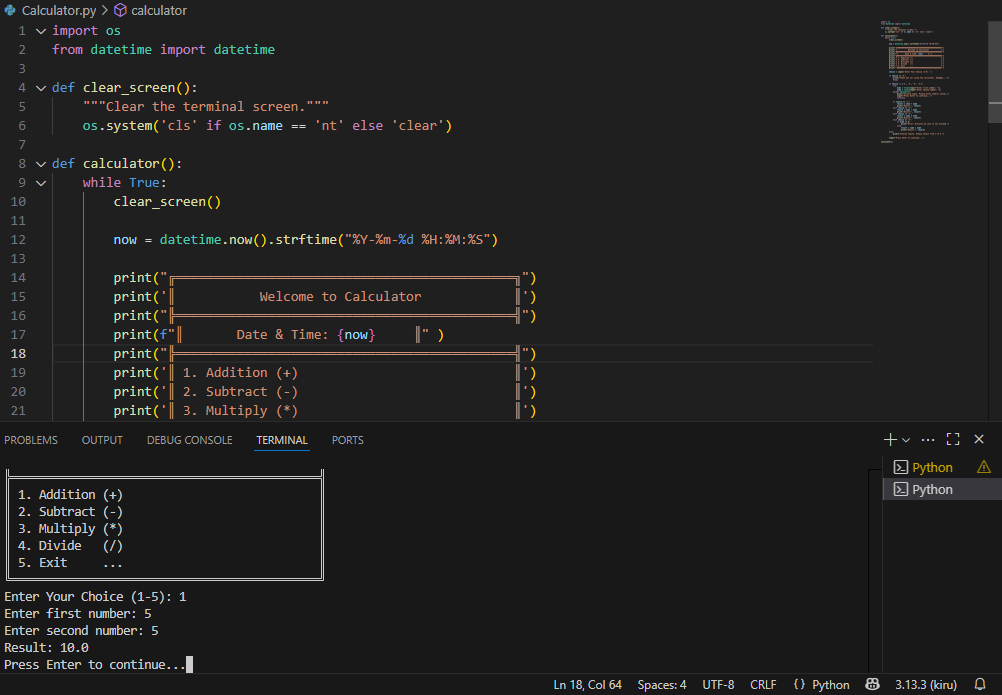 Calculator.py > calculator
1 import os
2 from datetime import datetime
3
4 def clear_screen():
5     """Clear the terminal screen."""
6     os.system('cls' if os.name == 'nt' else 'clear')
7
8 def calculator():
9     while True:
10         clear_screen()
11
12         now = datetime.now().strftime("%Y-%m-%d %H:%M:%S")
13
14         print("╔═════════════════════════════════════════════╗")
15         print('║           Welcome to Calculator            ║')
16         print("╠═════════════════════════════════════════════╣")
17         print(f"║       Date & Time: {now}     ║" )
18         print("╠═════════════════════════════════════════════╣")
19         print('║ 1. Addition (+)                            ║')
20         print('║ 2. Subtract (-)                            ║')
21         print('║ 3. Multiply (*)                            ║')
PROBLEMS OUTPUT DEBUG CONSOLE TERMINAL PORTS
Python
Python
1. Addition (+)
2. Subtract (-)
3. Multiply (*)
4. Divide   (/)
5. Exit     ...
Enter Your Choice (1-5): 1
Enter first number: 5
Enter second number: 5
Result: 10.0
Press Enter to continue...
Ln 18, Col 64 Spaces: 4 UTF-8 CRLF {} Python 3.13.3 (kiru)